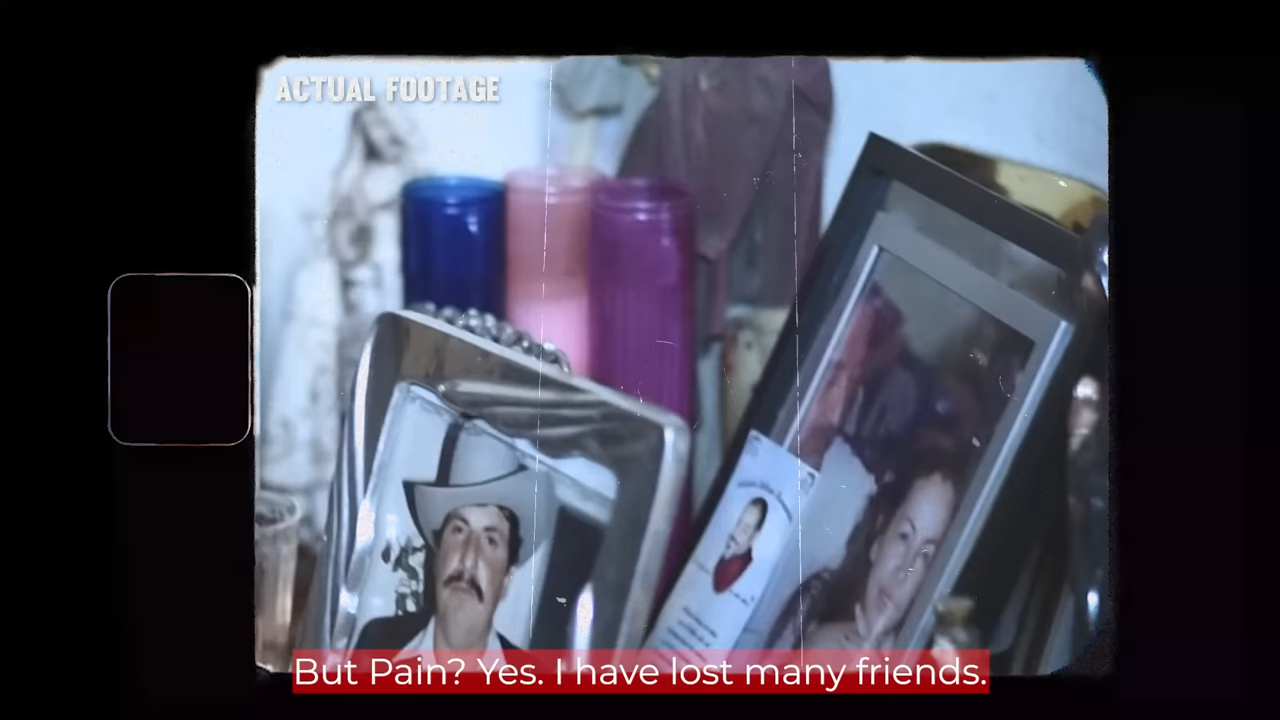 ACTUAL FOOTAGE
But Pain? Yes. I have lost many friends.